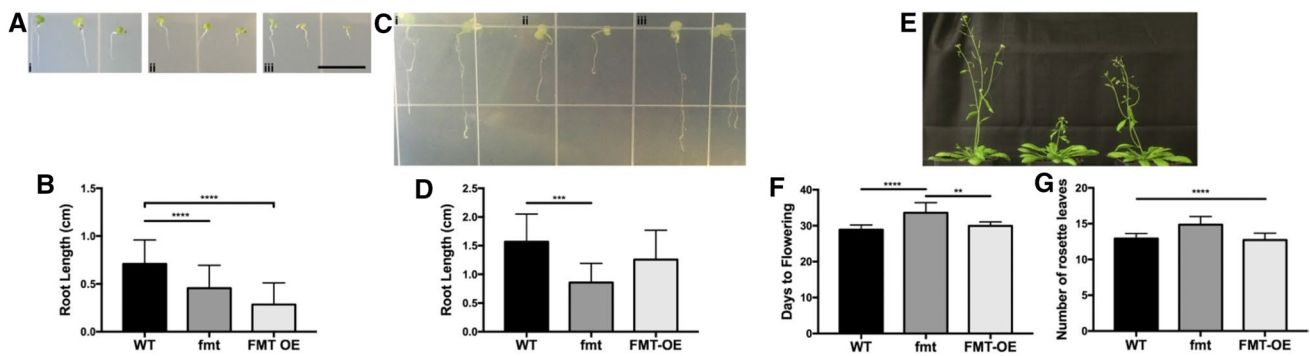 A
i
ii
iii
C
i
ii
iii
E
B
Root Length (cm)
1.5
1.0
0.5
0.0
****
****
WT
fmt
FMT OE
D
Root Length (cm)
2.5
2.0
1.5
1.0
0.5
0.0
***
WT
fmt
FMT-OE
F
Days to Flowering
40
30
20
10
0
****
**
WT
fmt
FMT-OE
G
Number of rosette leaves
20
15
10
5
0
****
WT
fmt
FMT-OE